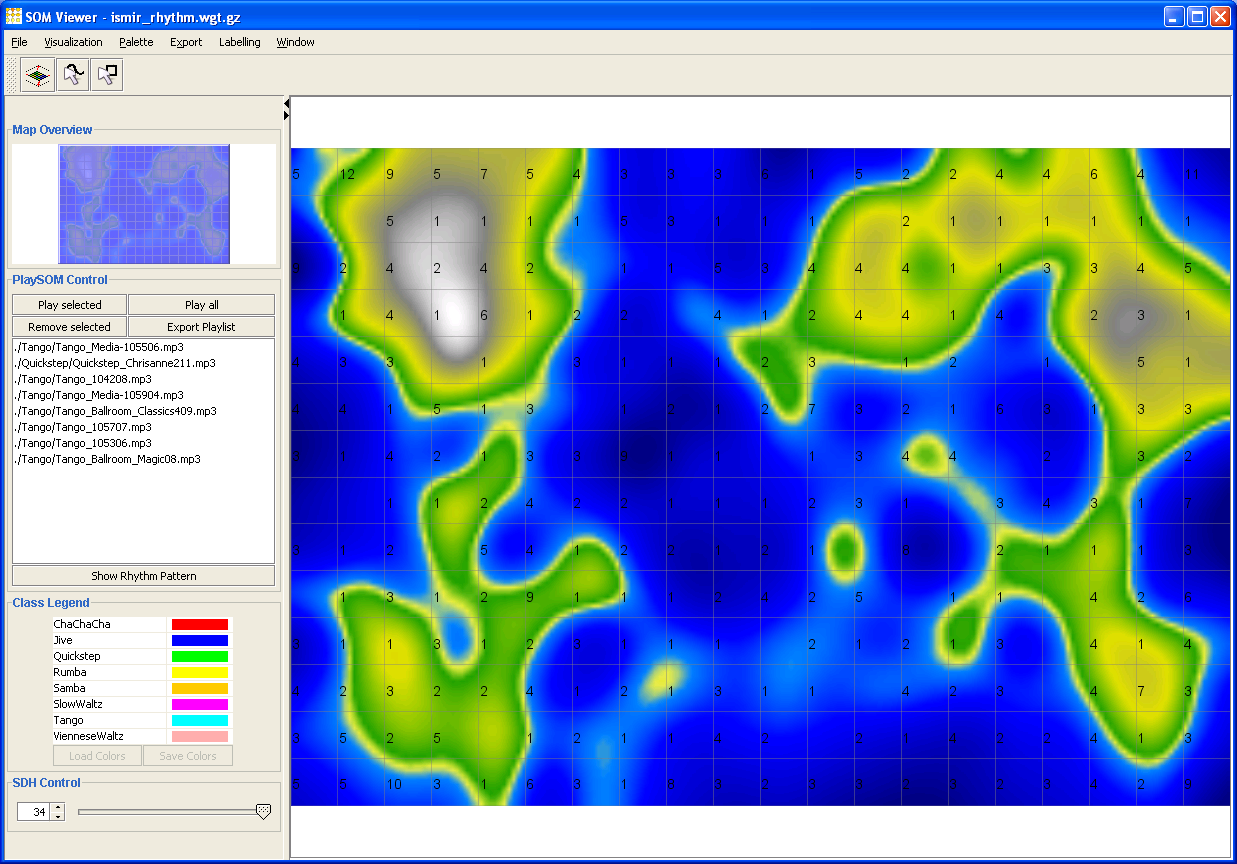 SOM Viewer - ismir_rhythm.wgt.gz
File Visualization Palette Export Labelling Window
Map Overview
PlaySOM Control
Play selected Play all
Remove selected Export Playlist
./Tango/Tango_Media-105506.mp3
./Quickstep/Quickstep_Chrisanne211.mp3
./Tango/Tango_104208.mp3
./Tango/Tango_Media-105904.mp3
./Tango/Tango_Ballroom_Classics409.mp3
./Tango/Tango_105707.mp3
./Tango/Tango_105306.mp3
./Tango/Tango_Ballroom_Magic08.mp3
Show Rhythm Pattern
Class Legend
ChaChaCha
Jive
Quickstep
Rumba
Samba
SlowWaltz
Tango
VienneseWaltz
Load Colors Save Colors
SDH Control
34
5 12 9 5 7 5 4 3 3 3 6 1 5 2 2 4 4 6 4 11
5 1 1 1 1 5 3 1 1 2 1 1 1 1 1 1
2 4 2 4 2 1 1 5 3 4 4 4 1 1 3 3 4 5
1 4 1 6 1 2 2 4 1 2 4 4 1 4 2 3 1
4 3 3 1 3 2 1 2 2 3 1 2 5 1
4 1 5 1 3 1 2 1 2 7 3 2 1 6 3 1 3 3
3 1 2 1 3 3 9 1 1 3 4 4 2 3 2
1 1 2 4 2 2 1 1 2 3 3 4 3 1 7
3 1 2 5 4 1 2 2 1 2 1 8 2 1 1 1 3
1 3 1 2 9 1 1 4 2 5 1 1 4 2 5
1 1 3 1 2 3 1 1 1 2 1 2 1 3 4 1 4
4 2 3 2 2 4 1 2 1 3 1 1 4 2 3 4 7 3
3 5 2 5 1 2 1 1 4 1 2 2 4 2 2 4 1 3
5 5 10 3 1 6 3 1 8 3 3 2 3 2 1 2 3 1 2 9